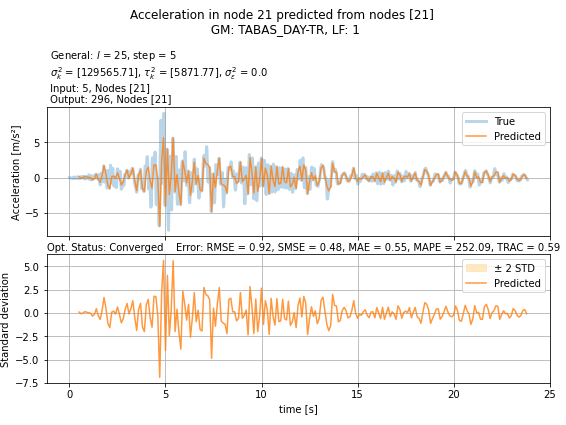 Acceleration in node 21 predicted from nodes [21]
GM: TABAS_DAY-TR, LF: 1
General: l = 25, step = 5
σ²ₖ = [129565.71], τ²ₖ = [5871.77], σ²ε = 0.0
Input: 5, Nodes [21]
Output: 296, Nodes [21]
Acceleration [m/s²]
5
0
−5
True
Predicted
Opt. Status: Converged Error: RMSE = 0.92, SMSE = 0.48, MAE = 0.55, MAPE = 252.09, TRAC = 0.59
Standard deviation
5.0
2.5
0.0
−2.5
−5.0
−7.5
± 2 STD
Predicted
0 5 10 15 20 25
time [s]